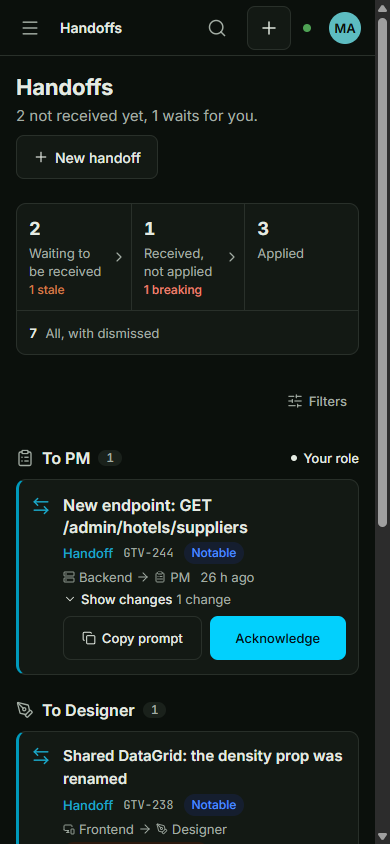 Handoffs
MA
Handoffs
2 not received yet, 1 waits for you.
New handoff
2
Waiting to
be received
1 stale
1
Received,
not applied
1 breaking
3
Applied
7 All, with dismissed
Filters
To PM 1
Your role
New endpoint: GET
/admin/hotels/suppliers
Handoff GTV-244 Notable
Backend → PM 26 h ago
Show changes 1 change
Copy prompt
Acknowledge
To Designer 1
Shared DataGrid: the density prop was
renamed
Handoff GTV-238 Notable
Frontend → Designer